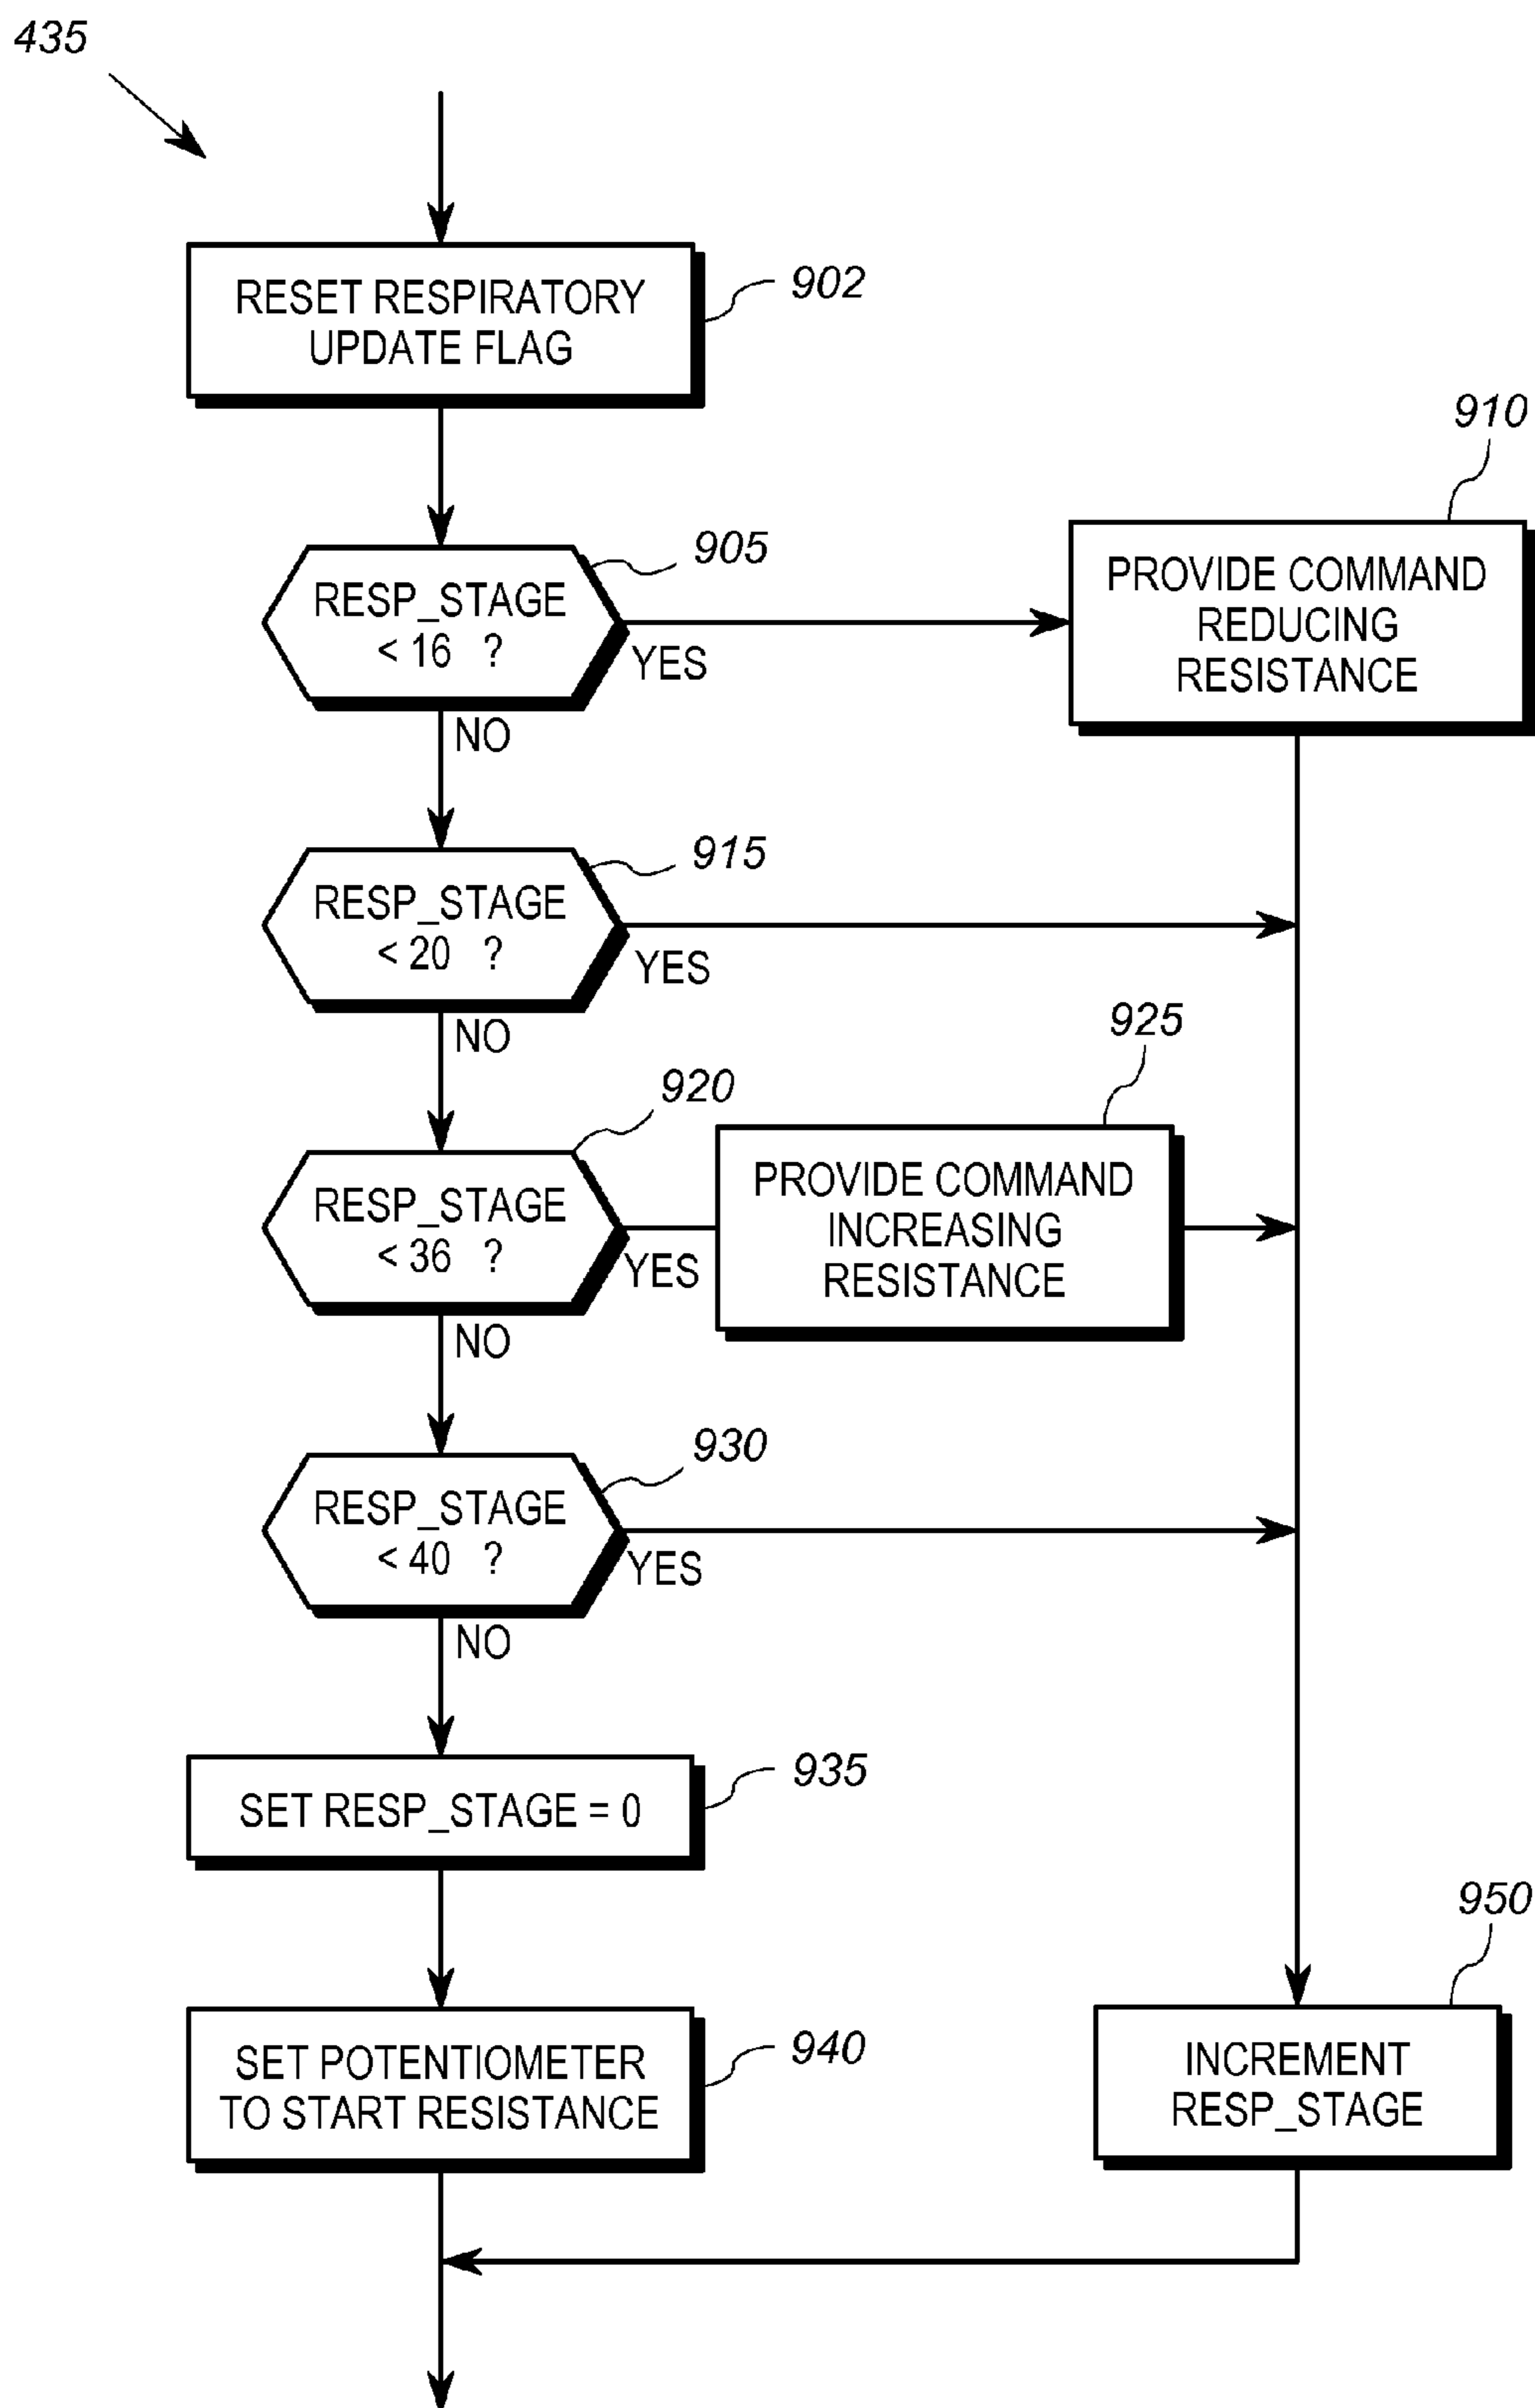 435
RESET RESPIRATORY
UPDATE FLAG
902
910
905
RESP_STAGE
< 16 ?
YES
NO
PROVIDE COMMAND
REDUCING
RESISTANCE
915
RESP_STAGE
< 20 ?
YES
NO
925
920
RESP_STAGE
< 36 ?
YES
NO
PROVIDE COMMAND
INCREASING
RESISTANCE
930
RESP_STAGE
< 40 ?
YES
NO
935
SET RESP_STAGE = 0
950
SET POTENTIOMETER
TO START RESISTANCE
940
INCREMENT
RESP_STAGE